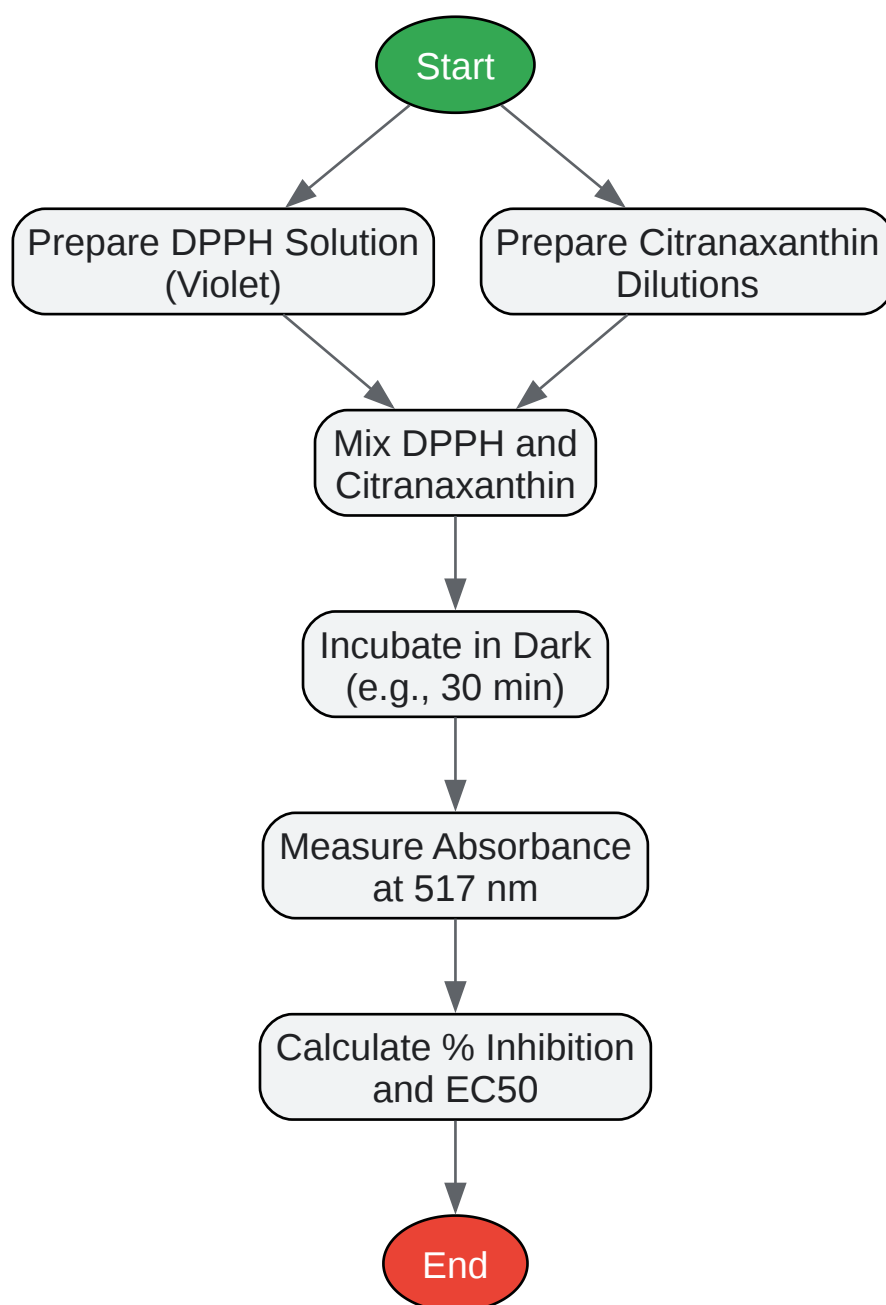 Start
Prepare DPPH Solution
(Violet)
Prepare Citranaxanthin
Dilutions
Mix DPPH and
Citranaxanthin
Incubate in Dark
(e.g., 30 min)
Measure Absorbance
at 517 nm
Calculate % Inhibition
and EC50
End